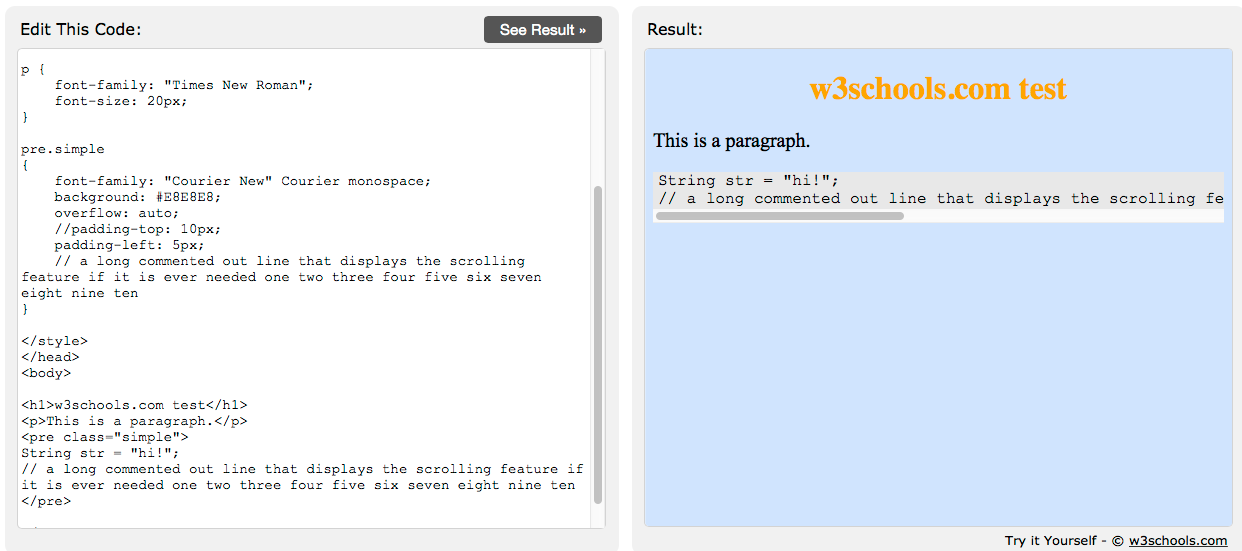 Edit This Code:
See Result »
p {
    font-family: "Times New Roman";
    font-size: 20px;
}

pre.simple
{
    font-family: "Courier New" Courier monospace;
    background: #E8E8E8;
    overflow: auto;
    //padding-top: 10px;
    padding-left: 5px;
    // a long commented out line that displays the scrolling
feature if it is ever needed one two three four five six seven
eight nine ten
}

</style>
</head>
<body>

<h1>w3schools.com test</h1>
<p>This is a paragraph.</p>
<pre class="simple">
String str = "hi!";
// a long commented out line that displays the scrolling feature if
it is ever needed one two three four five six seven eight nine ten
</pre>

Result:
w3schools.com test
This is a paragraph.
String str = "hi!";
// a long commented out line that displays the scrolling fe
Try it Yourself - © w3schools.com